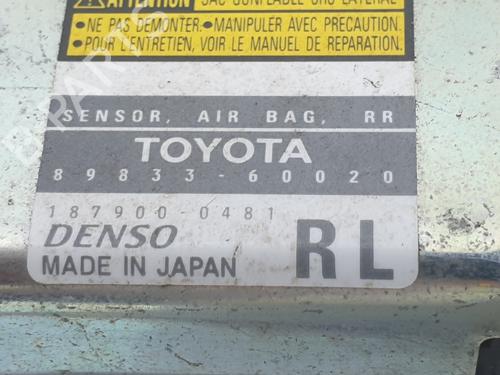 ATTENTION SAC GONFLABLE CHO LATERAL
•NE PAS DEMONTER.•MANIPULER AVEC PRECAUTION.
•POUR L'ENTRETIEN, VOIR LE MANUEL DE REPARATION.
SENSOR, AIR BAG, RR
TOYOTA
89833-60020
187900-0481
DENSO
MADE IN JAPAN
RL